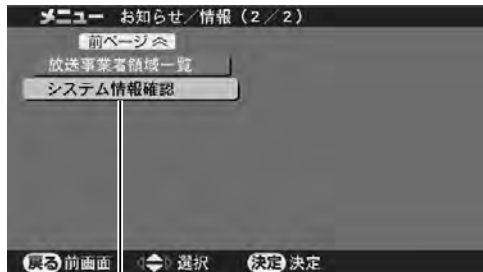 メニュー お知らせ／情報（2／2）
前ページ
放送事業者領域一覧
システム情報確認
戻る 前画面 選択 決定 決定